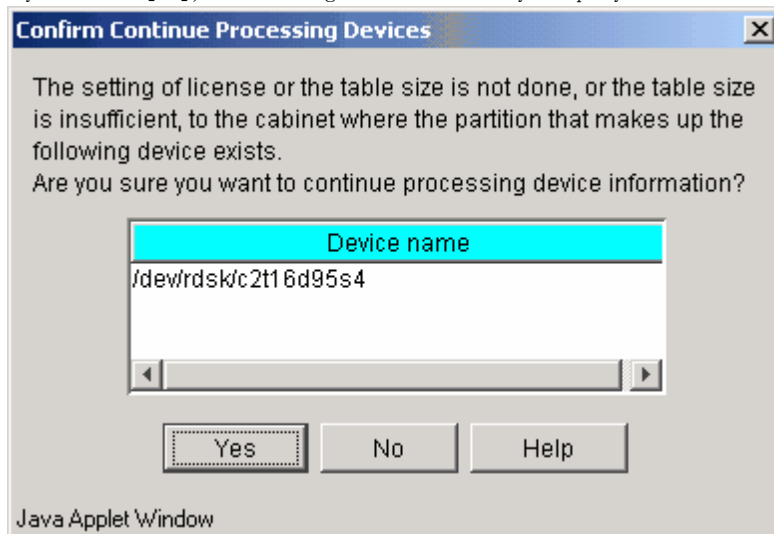 Confirm Continue Processing Devices
The setting of license or the table size is not done, or the table size
is insufficient, to the cabinet where the partition that makes up the
following device exists.
Are you sure you want to continue processing device information?
Device name
/dev/rdsk/c2t16d95s4
Yes No Help
Java Applet Window